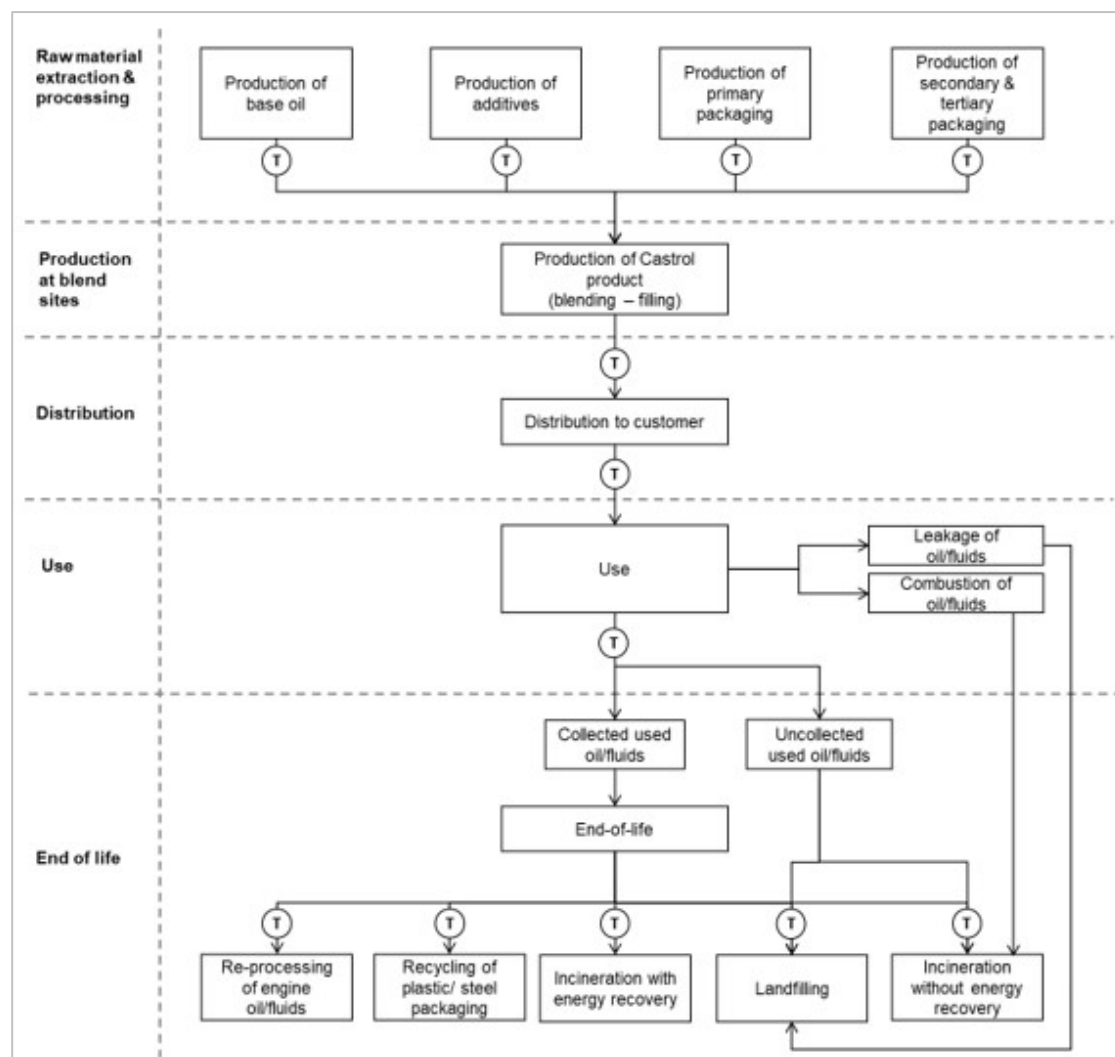 Raw material
extraction &
processing
Production of
base oil
Production of
additives
Production of
primary
packaging
Production of
secondary &
tertiary
packaging
T
T
T
T
Production
at blend
sites
Production of Castrol
product
(blending – filling)
T
Distribution
Distribution to customer
T
Use
Use
Leakage of
oil/fluids
Combustion of
oil/fluids
T
End of life
Collected used
oil/fluids
Uncollected
used oil/fluids
End-of-life
T
T
T
T
T
Re-processing
of engine
oil/fluids
Recycling of
plastic/ steel
packaging
Incineration with
energy recovery
Landfilling
Incineration
without energy
recovery